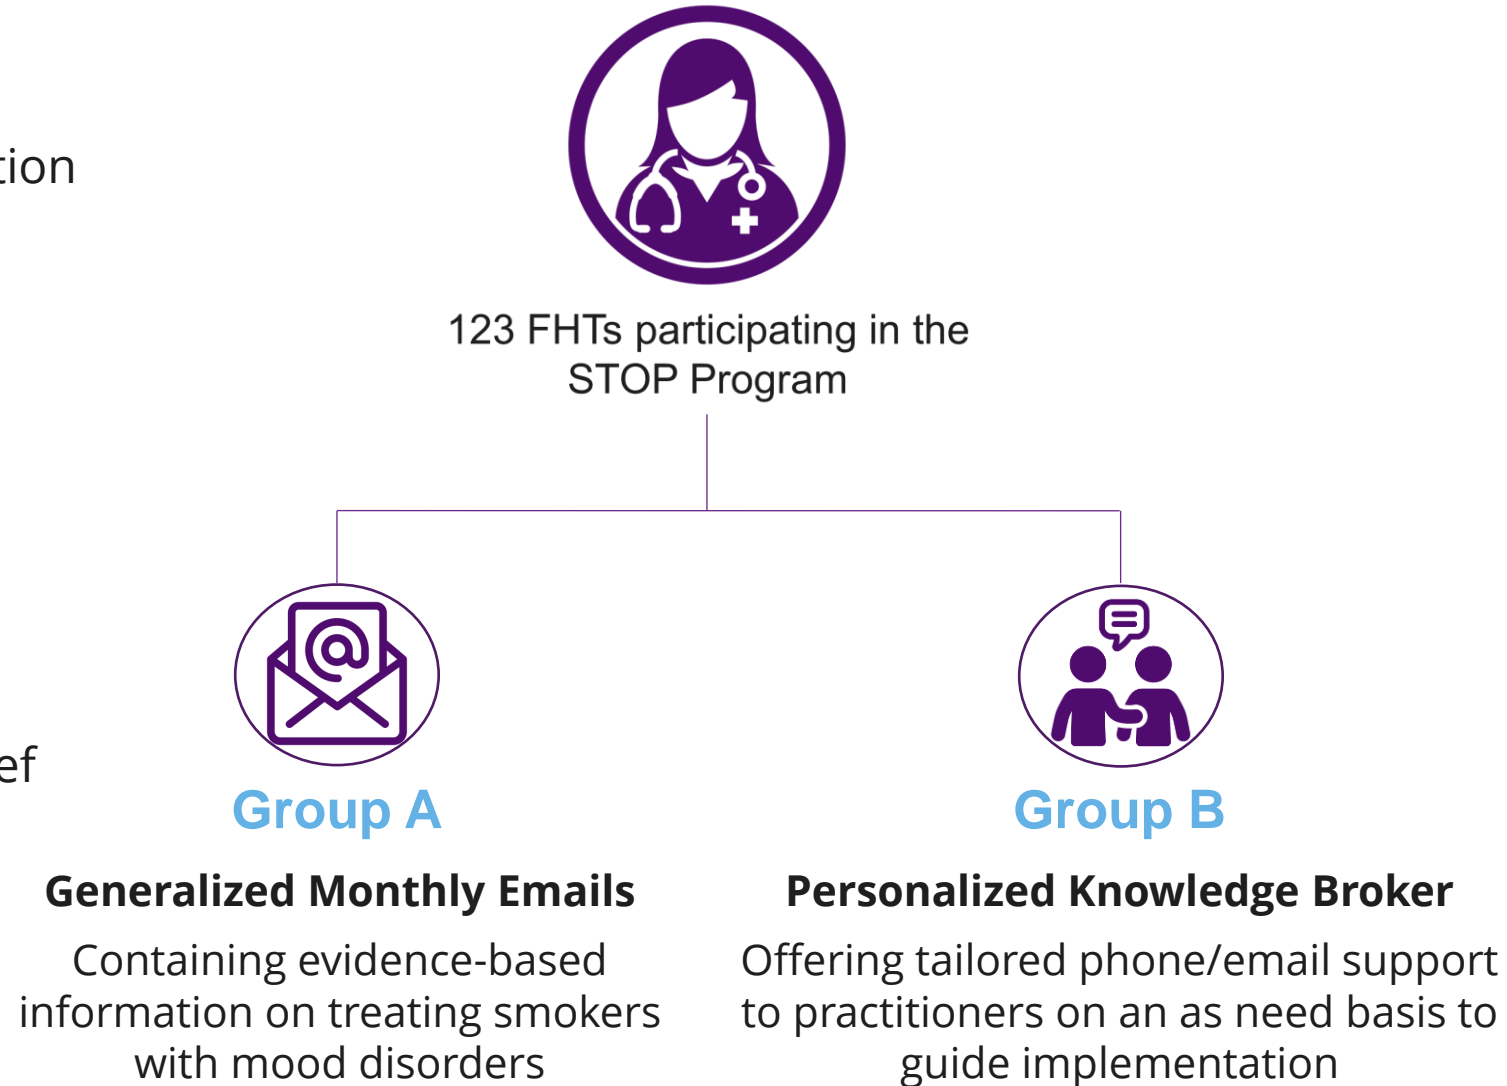 tion
123 FHTs participating in the
STOP Program
ef
Group A
Generalized Monthly Emails
Containing evidence-based
information on treating smokers
with mood disorders
Group B
Personalized Knowledge Broker
Offering tailored phone/email support
to practitioners on an as need basis to
guide implementation